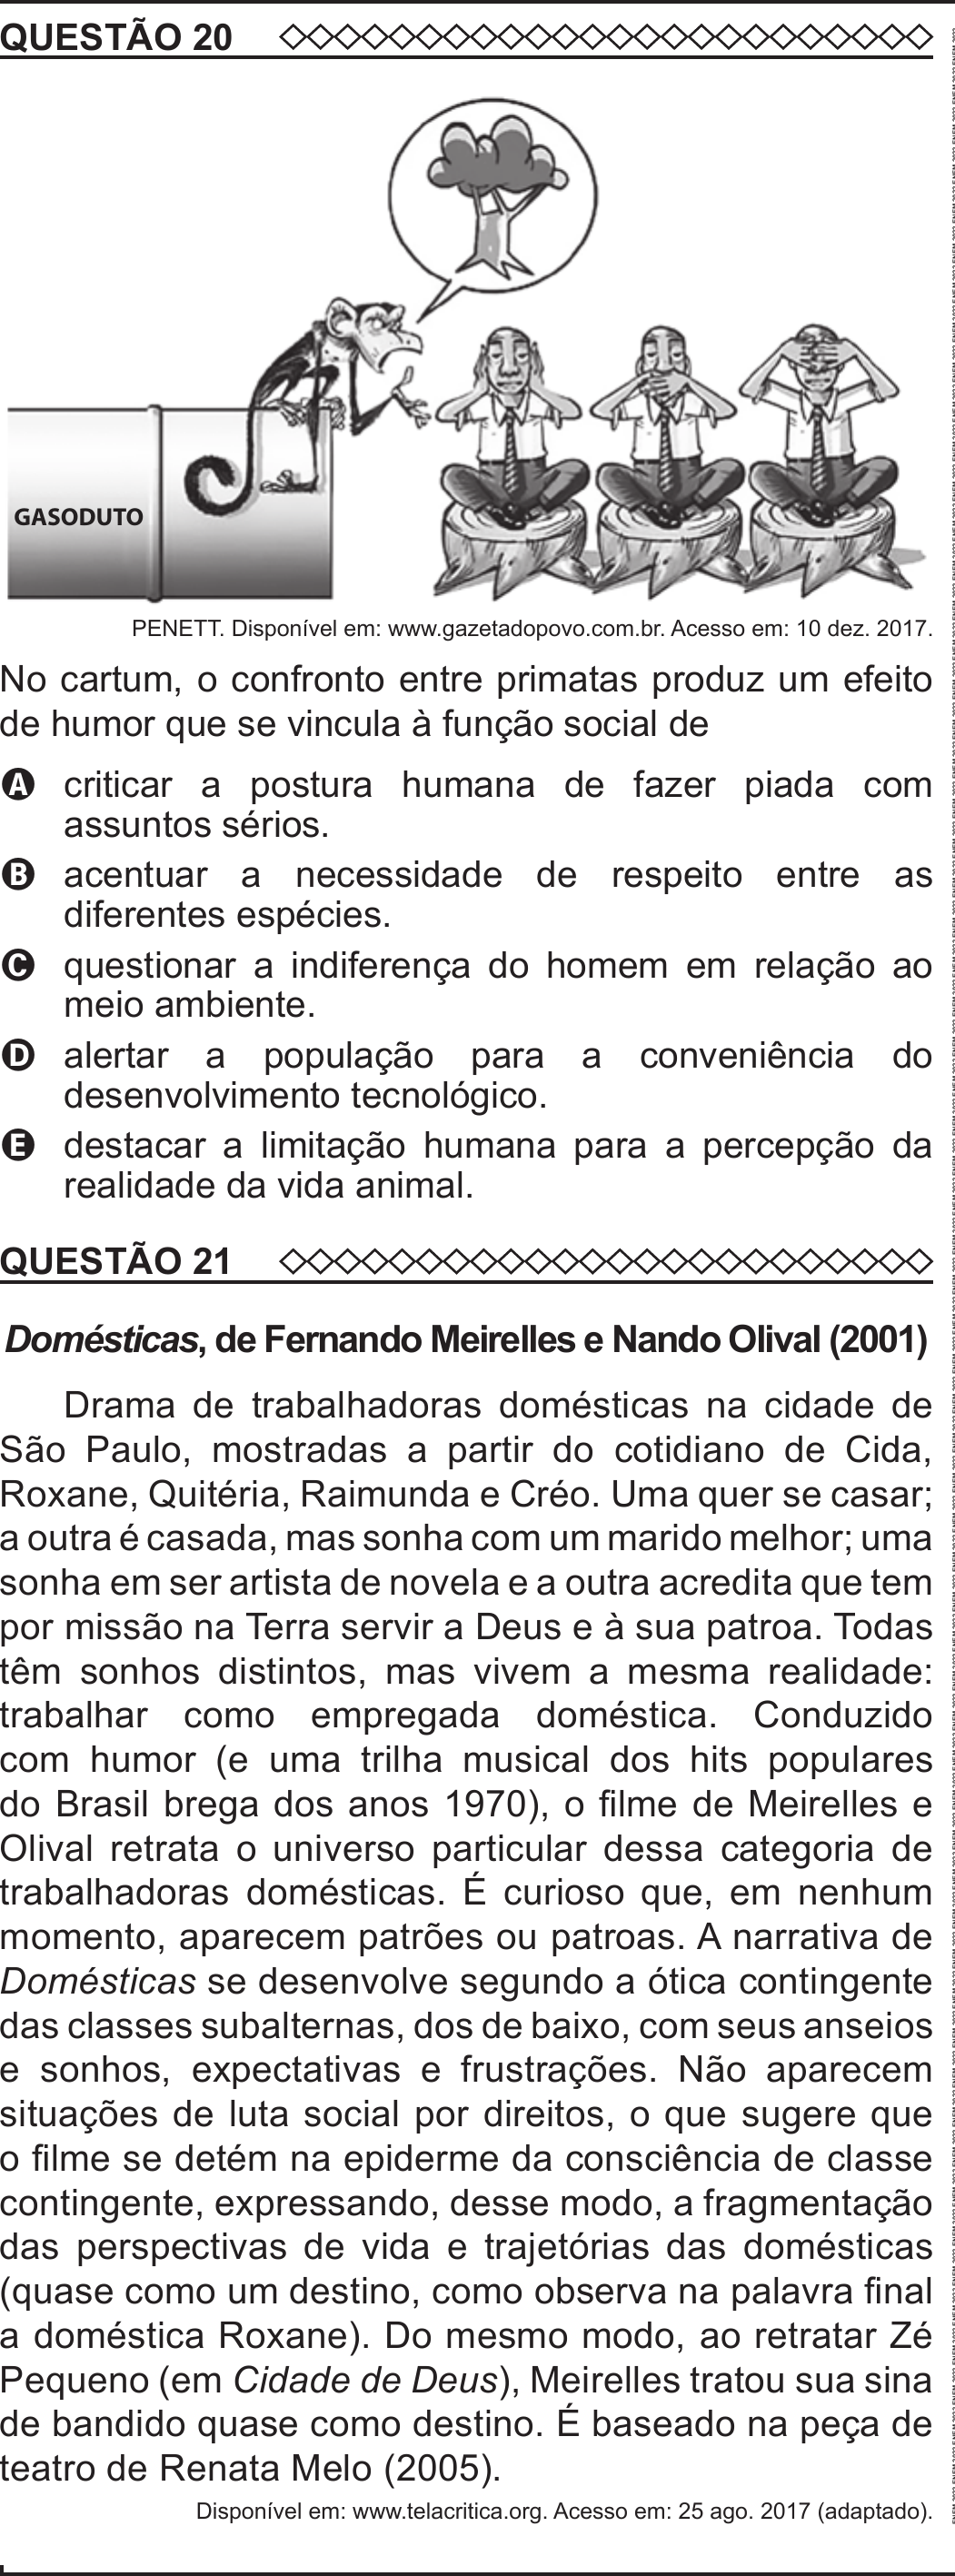 QUESTÃO 20
GASODUTO
PENETT. Disponível em: www.gazetadopovo.com.br. Acesso em: 10 dez. 2017.
No cartum, o confronto entre primatas produz um efeito
de humor que se vincula à função social de
A criticar a postura humana de fazer piada com
assuntos sérios.
B acentuar a necessidade de respeito entre as
diferentes espécies.
C questionar a indiferença do homem em relação ao
meio ambiente.
D alertar a população para a conveniência do
desenvolvimento tecnológico.
E destacar a limitação humana para a percepção da
realidade da vida animal.
QUESTÃO 21
Domésticas, de Fernando Meirelles e Nando Olival (2001)
Drama de trabalhadoras domésticas na cidade de
São Paulo, mostradas a partir do cotidiano de Cida,
Roxane, Quitéria, Raimunda e Créo. Uma quer se casar;
a outra é casada, mas sonha com um marido melhor; uma
sonha em ser artista de novela e a outra acredita que tem
por missão na Terra servir a Deus e à sua patroa. Todas
têm sonhos distintos, mas vivem a mesma realidade:
trabalhar como empregada doméstica. Conduzido
com humor (e uma trilha musical dos hits populares
do Brasil brega dos anos 1970), o filme de Meirelles e
Olival retrata o universo particular dessa categoria de
trabalhadoras domésticas. É curioso que, em nenhum
momento, aparecem patrões ou patroas. A narrativa de
Domésticas se desenvolve segundo a ótica contingente
das classes subalternas, dos de baixo, com seus anseios
e sonhos, expectativas e frustrações. Não aparecem
situações de luta social por direitos, o que sugere que
o filme se detém na epiderme da consciência de classe
contingente, expressando, desse modo, a fragmentação
das perspectivas de vida e trajetórias das domésticas
(quase como um destino, como observa na palavra final
a doméstica Roxane). Do mesmo modo, ao retratar Zé
Pequeno (em Cidade de Deus), Meirelles tratou sua sina
de bandido quase como destino. É baseado na peça de
teatro de Renata Melo (2005).
Disponível em: www.telacritica.org. Acesso em: 25 ago. 2017 (adaptado).